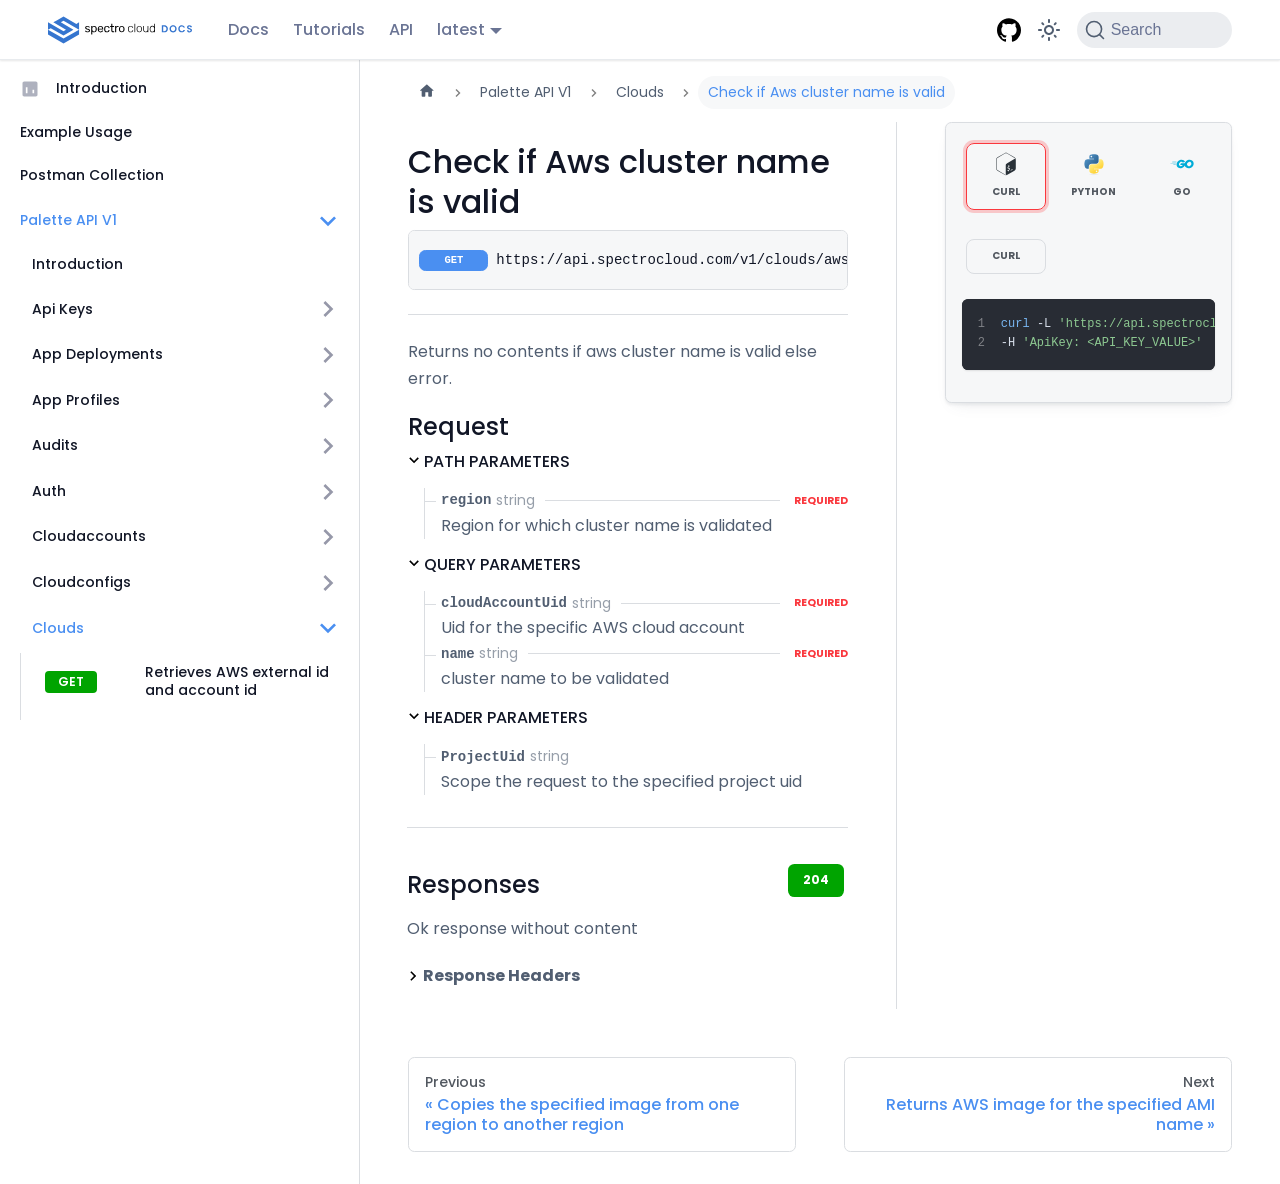 spectro cloud DOCS
Docs
Tutorials
API
latest
Search
Introduction
Example Usage
Postman Collection
Palette API V1
Introduction
Api Keys
App Deployments
App Profiles
Audits
Auth
Cloudaccounts
Cloudconfigs
Clouds
GET
Retrieves AWS external id
and account id
Palette API V1
Clouds
Check if Aws cluster name is valid
Check if Aws cluster name
is valid
GET https://api.spectrocloud.com/v1/clouds/aws
Returns no contents if aws cluster name is valid else
error.
Request
PATH PARAMETERS
region string REQUIRED
Region for which cluster name is validated
QUERY PARAMETERS
cloudAccountUid string REQUIRED
Uid for the specific AWS cloud account
name string REQUIRED
cluster name to be validated
HEADER PARAMETERS
ProjectUid string
Scope the request to the specified project uid
Responses
204
Ok response without content
Response Headers
CURL
PYTHON
GO
CURL
1 curl -L 'https://api.spectrocl
2 -H 'ApiKey: <API_KEY_VALUE>'
Previous
« Copies the specified image from one
region to another region
Next
Returns AWS image for the specified AMI
name »